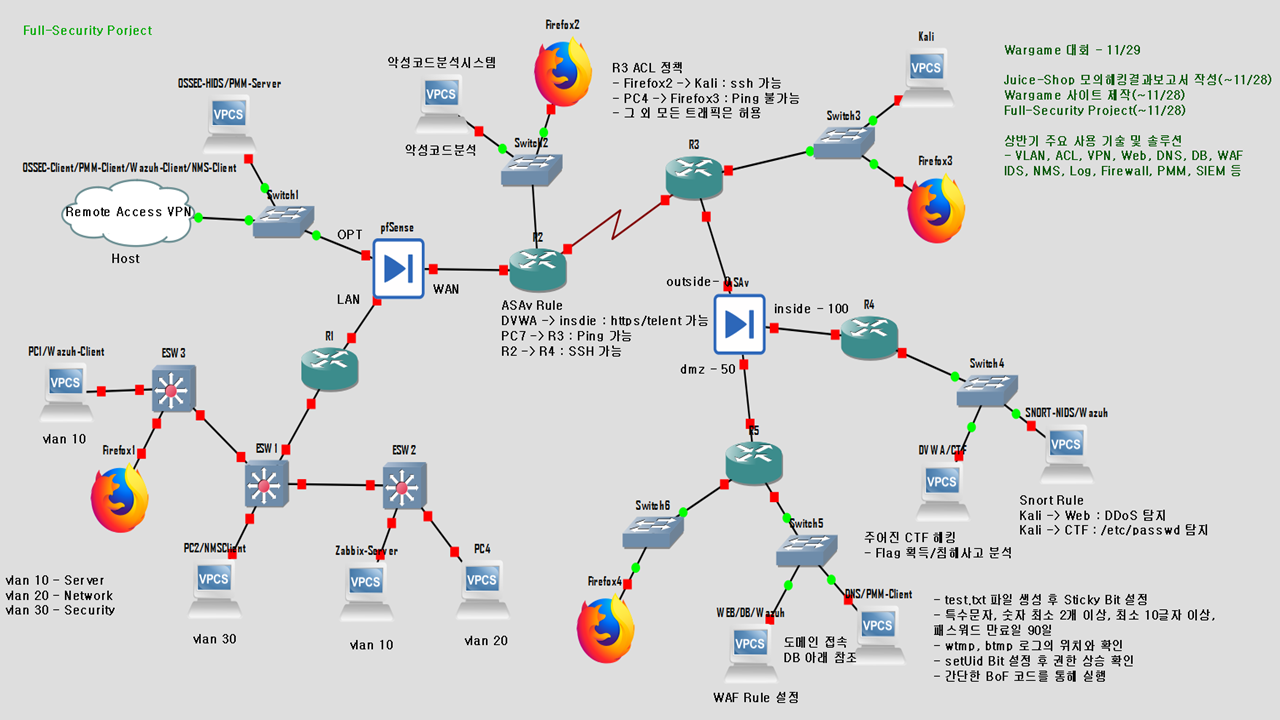 Full-Security Porject
Firefox2
Kali
Wargame 대회 - 11/29
Juice-Shop 모의해킹결과보고서 작성(~11/28)
Wargame 사이트 제작(~11/28)
Full-Security Project(~11/28)
상반기 주요 사용 기술 및 솔루션
- VLAN, ACL, VPN, Web, DNS, DB, WAF
IDS, NMS, Log, Firewall, PMM, SIEM 등
악성코드분석시스템
VPCS
악성코드분석
Switch2
R3 ACL 정책
- Firefox2 -> Kali : ssh 가능
- PC4 -> Firefox3 : Ping 불가능
- 그 외 모든 트래픽은 허용
VPCS
Switch3
Firefox3
R3
OSSEC-HIDS/PMM-Server
VPCS
OSSEC-Client/PMM-Client/Wazuh-Client/NMS-Client
Switch1
Remote Access VPN
Host
OPT
pfSense
LAN
WAN
R2
ASAv Rule
DVWA -> insdie : https/telent 가능
PC7 -> R3 : Ping 가능
R2 -> R4 : SSH 가능
outside-
ASAv
inside - 100
dmz - 50
R4
Switch4
SNORT-NIDS/Wazuh
VPCS
DVWA/CTF
VPCS
Snort Rule
Kali -> Web : DDoS 탐지
Kali -> CTF : /etc/passwd 탐지
주어진 CTF 해킹
- Flag 획득/침해사고 분석
R1
PC1/Wazuh-Client
VPCS
vlan 10
ESW3
Firefox1
ESW1
ESW2
PC2/NMSClient
VPCS
vlan 30
Zabbix-Server
VPCS
vlan 10
PC4
VPCS
vlan 20
vlan 10 - Server
vlan 20 - Network
vlan 30 - Security
R5
Switch6
Switch5
Firefox4
WEB/DB/Wazuh
VPCS
도메인 접속
DB 아래 참조
WAF Rule 설정
DNS/PMM-Client
VPCS
- test.txt 파일 생성 후 Sticky Bit 설정
- 특수문자, 숫자 최소 2개 이상, 최소 10글자 이상,
패스워드 만료일 90일
- wtmp, btmp 로그의 위치와 확인
- setUid Bit 설정 후 권한 상승 확인
- 간단한 BoF 코드를 통해 실행